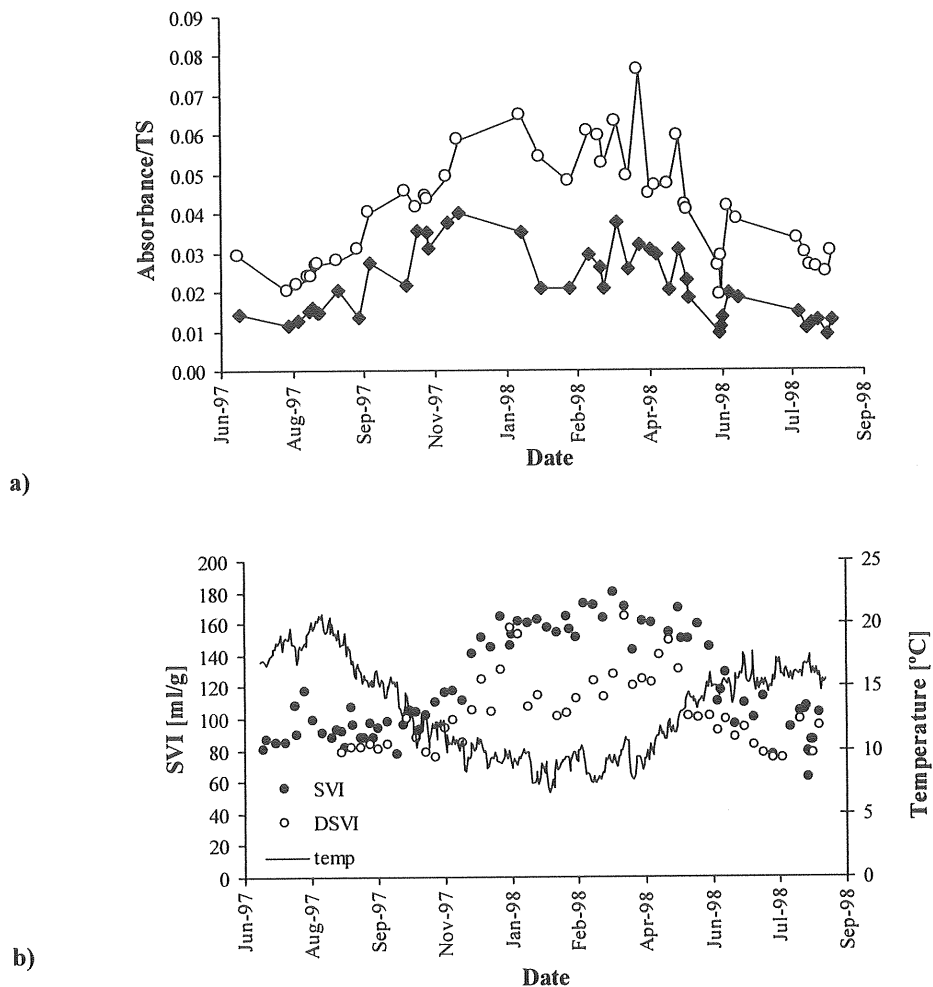 0.09
0.08
0.07
0.06
0.05
0.04
0.03
0.02
0.01
0.00
Absorbance/TS
Jun-97
Aug-97
Sep-97
Nov-97
Jan-98
Feb-98
Apr-98
Jun-98
Jul-98
Sep-98
Date
a)
200
180
160
140
120
100
80
60
40
20
0
SVI [ml/g]
25
20
15
10
5
0
Temperature [ºC]
SVI
DSVI
temp
Jun-97
Aug-97
Sep-97
Nov-97
Jan-98
Feb-98
Apr-98
Jun-98
Jul-98
Sep-98
Date
b)